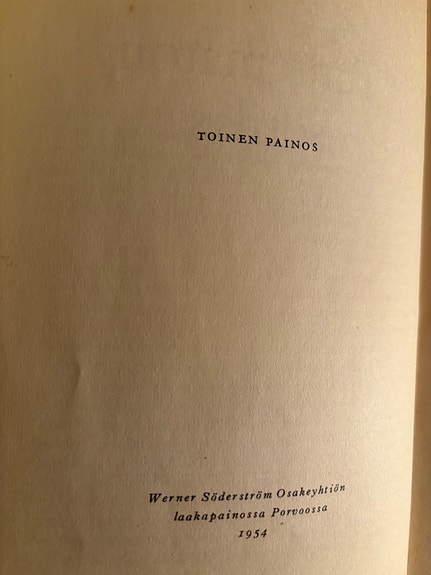 TOINEN PAINOS
Werner Söderström Osakeyhtiön
laakapainossa Porvoossa
1954